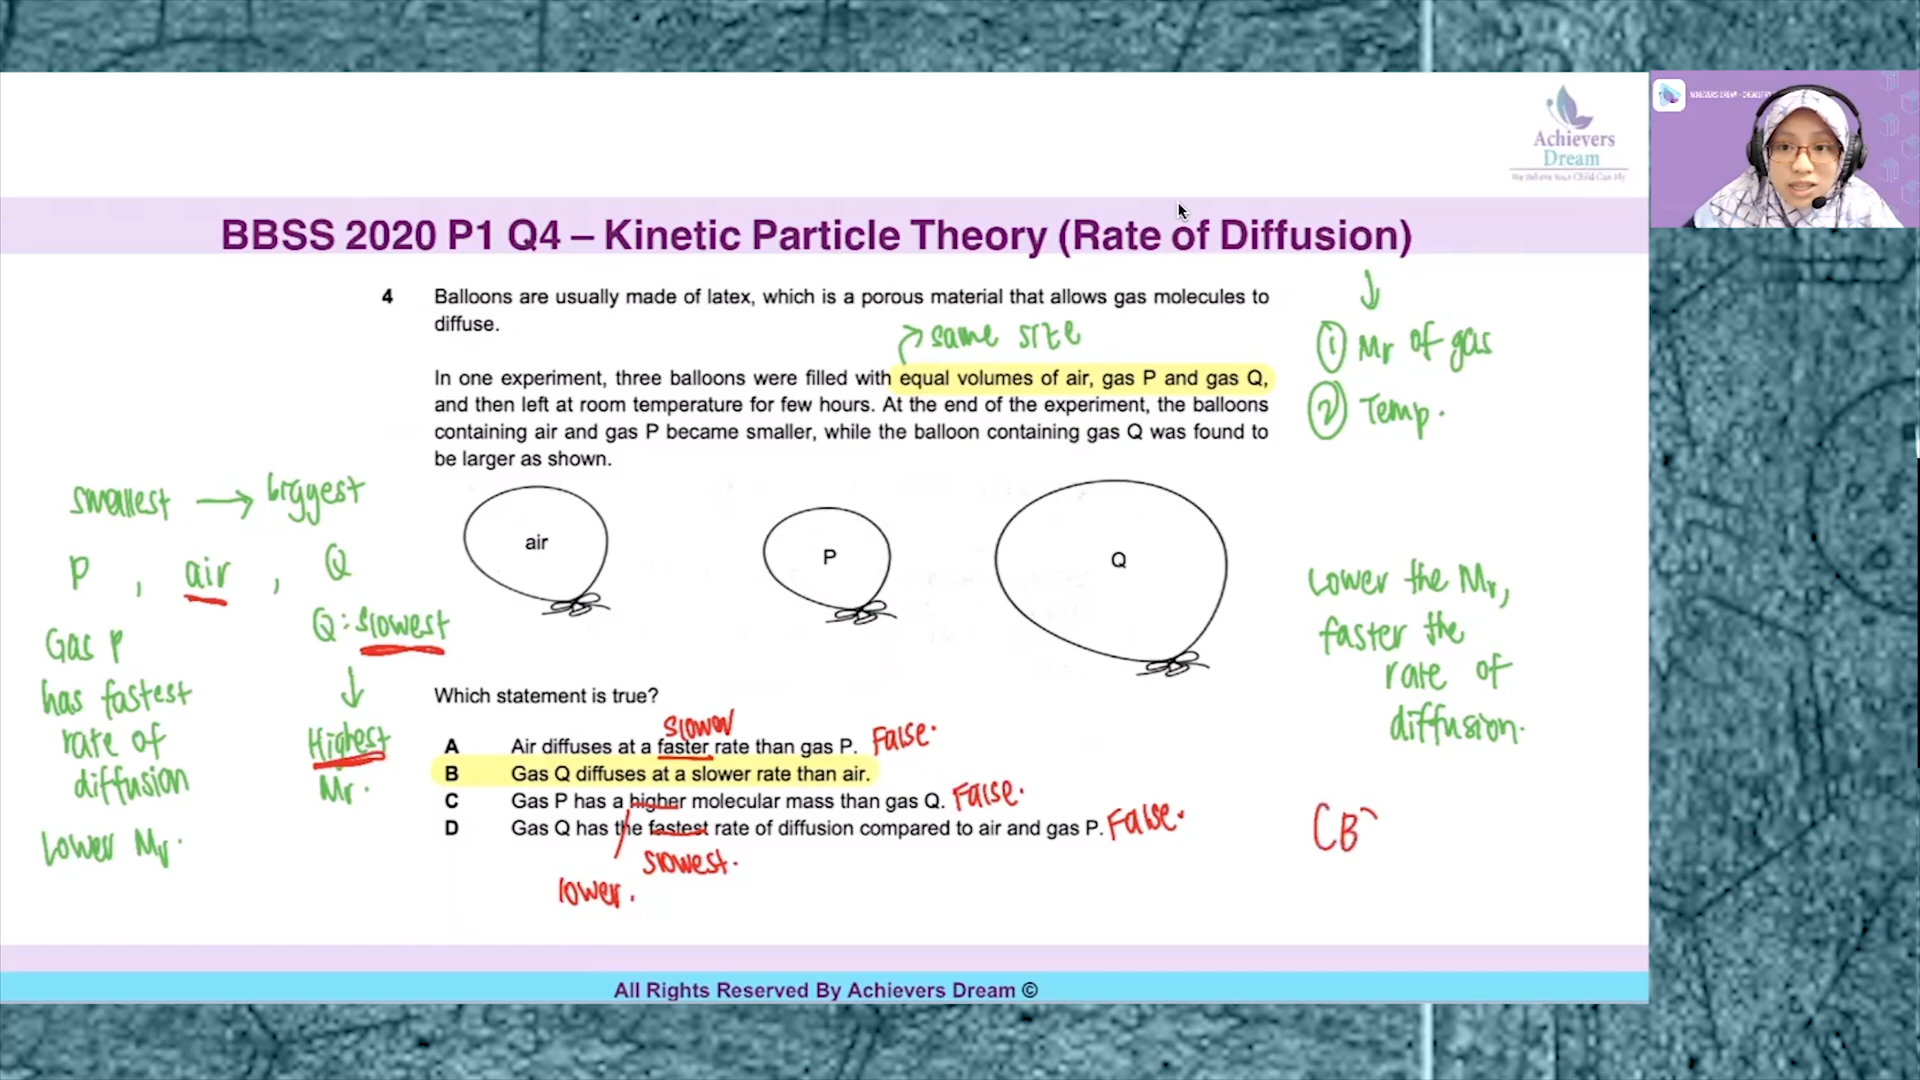 Achievers
Dream
We Believe Your Child Can Fly
BBSS 2020 P1 Q4 – Kinetic Particle Theory (Rate of Diffusion)
4 Balloons are usually made of latex, which is a porous material that allows gas molecules to
diffuse.
same size
In one experiment, three balloons were filled with equal volumes of air, gas P and gas Q,
and then left at room temperature for few hours. At the end of the experiment, the balloons
containing air and gas P became smaller, while the balloon containing gas Q was found to
be larger as shown.
① Mr of gas
② Temp.
smallest → biggest
P , air , Q
Q: slowest
↓
Highest
Mr.
Gas P
has fastest
rate of
diffusion
Lower Mr.
air
P
Q
Lower the Mr,
faster the
rate of
diffusion.
Which statement is true?
slower
A Air diffuses at a faster rate than gas P. False.
B Gas Q diffuses at a slower rate than air.
C Gas P has a higher molecular mass than gas Q. False.
D Gas Q has the fastest rate of diffusion compared to air and gas P. False.
slowest.
lower.
(B
All Rights Reserved By Achievers Dream ©